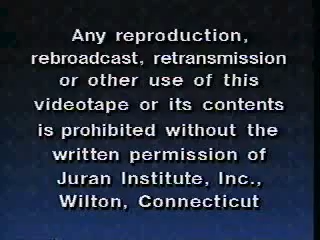 Any reproduction,
rebroadcast, retransmission
or other use of this
videotape or its contents
is prohibited without the
written permission of
Juran Institute, Inc.,
Wilton, Connecticut